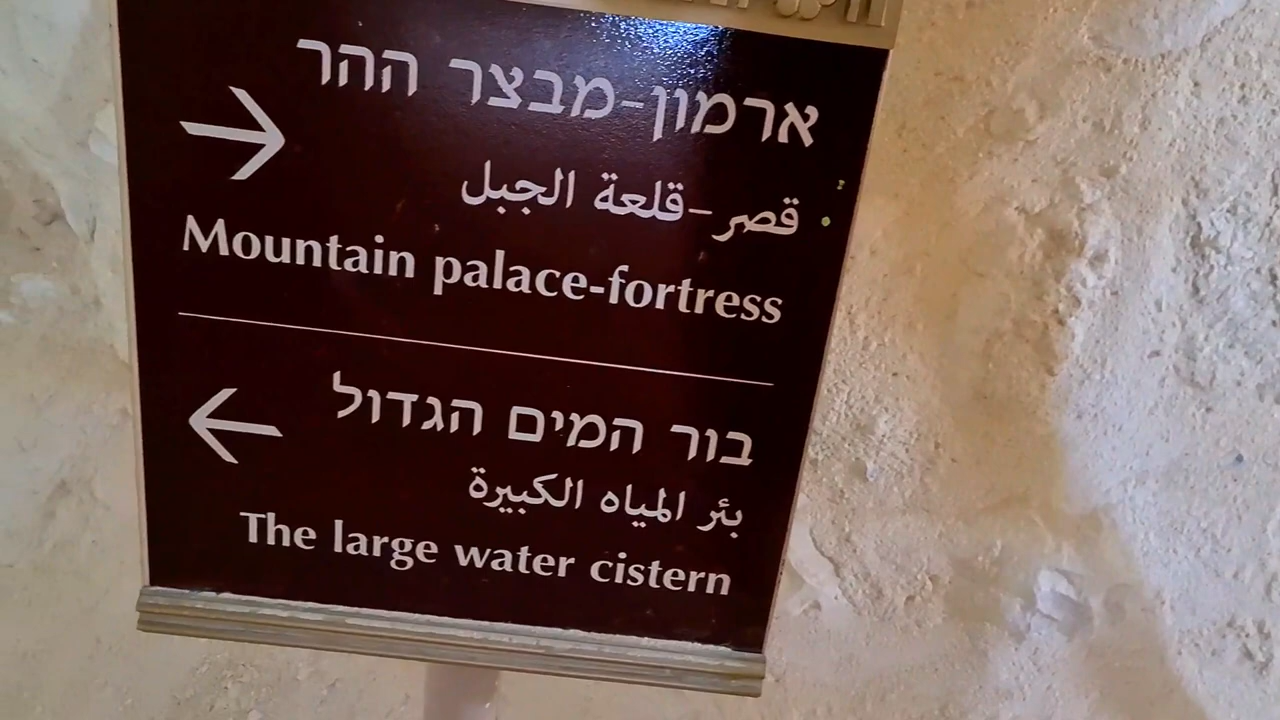 ארמון-מבצר ההר
قصر-قلعة الجبل
Mountain palace-fortress
בור המים הגדול
بئر المياه الكبيرة
The large water cistern